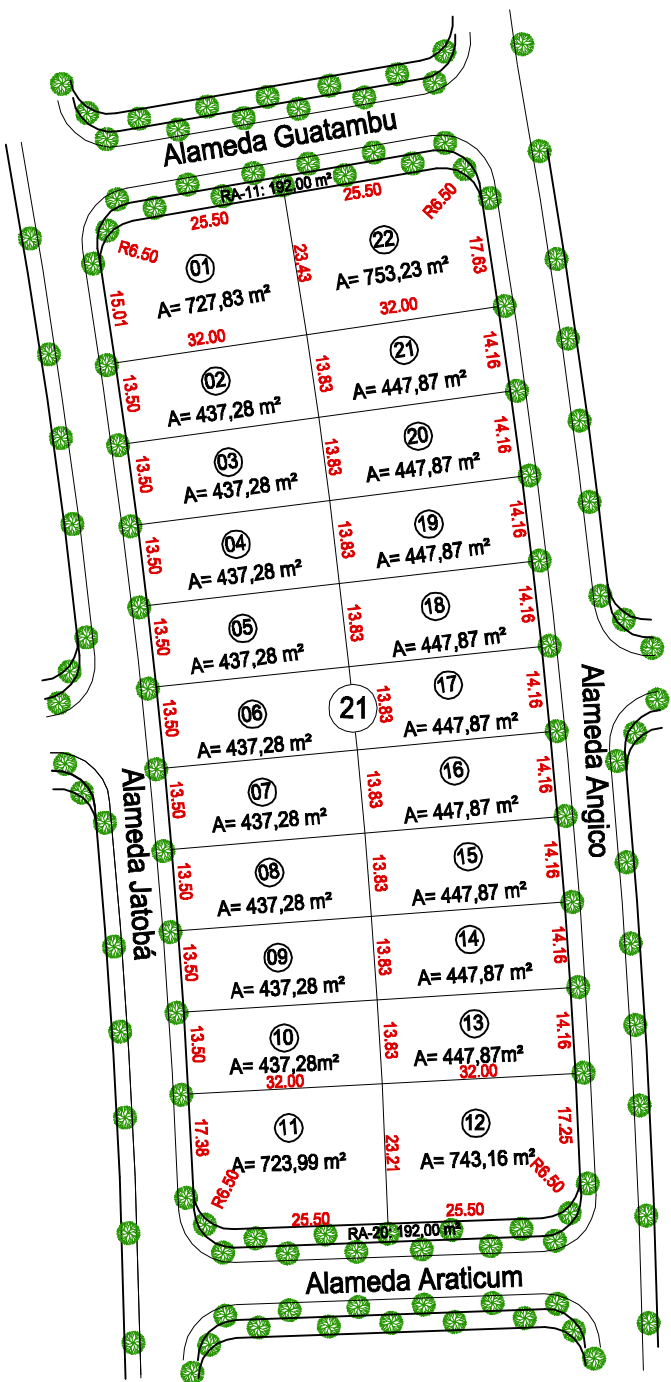 Alameda Guatambu
RA-11: 192,00 m²
25.50
25.50
R6.50
R6.50
01
A= 727,83 m²
22
A= 753,23 m²
15.01
23.43
17.63
32.00
32.00
02
A= 437,28 m²
21
A= 447,87 m²
13.50
13.83
14.16
03
A= 437,28 m²
20
A= 447,87 m²
13.50
13.83
14.16
04
A= 437,28 m²
19
A= 447,87 m²
13.50
13.83
14.16
05
A= 437,28 m²
18
A= 447,87 m²
13.50
13.83
14.16
06
A= 437,28 m²
21
17
A= 447,87 m²
13.50
13.83
14.16
Alameda Angico
Alameda Jatobá
07
A= 437,28 m²
16
A= 447,87 m²
13.50
13.83
14.16
08
A= 437,28 m²
15
A= 447,87 m²
13.50
13.83
14.16
09
A= 437,28 m²
14
A= 447,87 m²
13.50
13.83
14.16
10
A= 437,28m²
13
A= 447,87m²
13.50
13.83
14.16
32.00
32.00
11
A= 723,99 m²
12
A= 743,16 m²
17.38
23.21
17.25
R6.50
R6.50
25.50
25.50
RA-20: 192,00 m²
Alameda Araticum